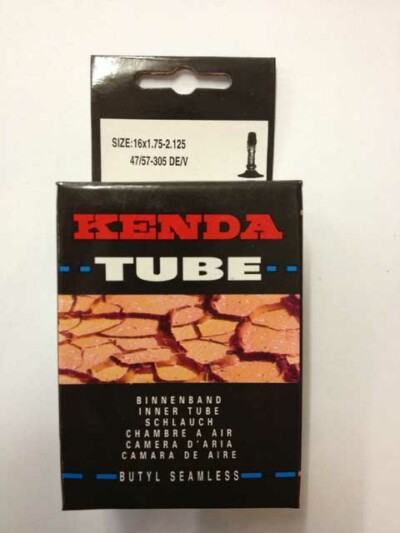 SIZE:16x1.75-2.125
47/57-305 DE/V
KENDA
TUBE
BINNENBAND
INNER TUBE
SCHLAUCH
CHAMBRE A AIR
CAMERA D'ARIA
CAMARA DE AIRE
BUTYL SEAMLESS